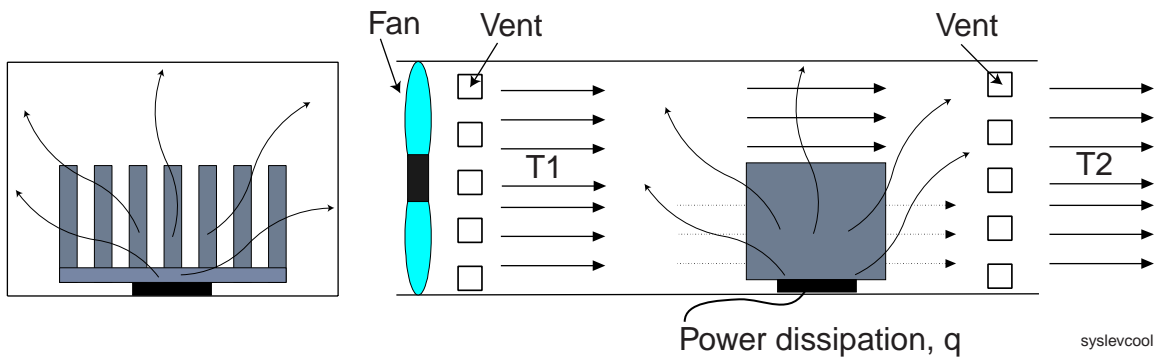 Fan
Vent
Vent
T1
T2
Power dissipation, q
syslevcool